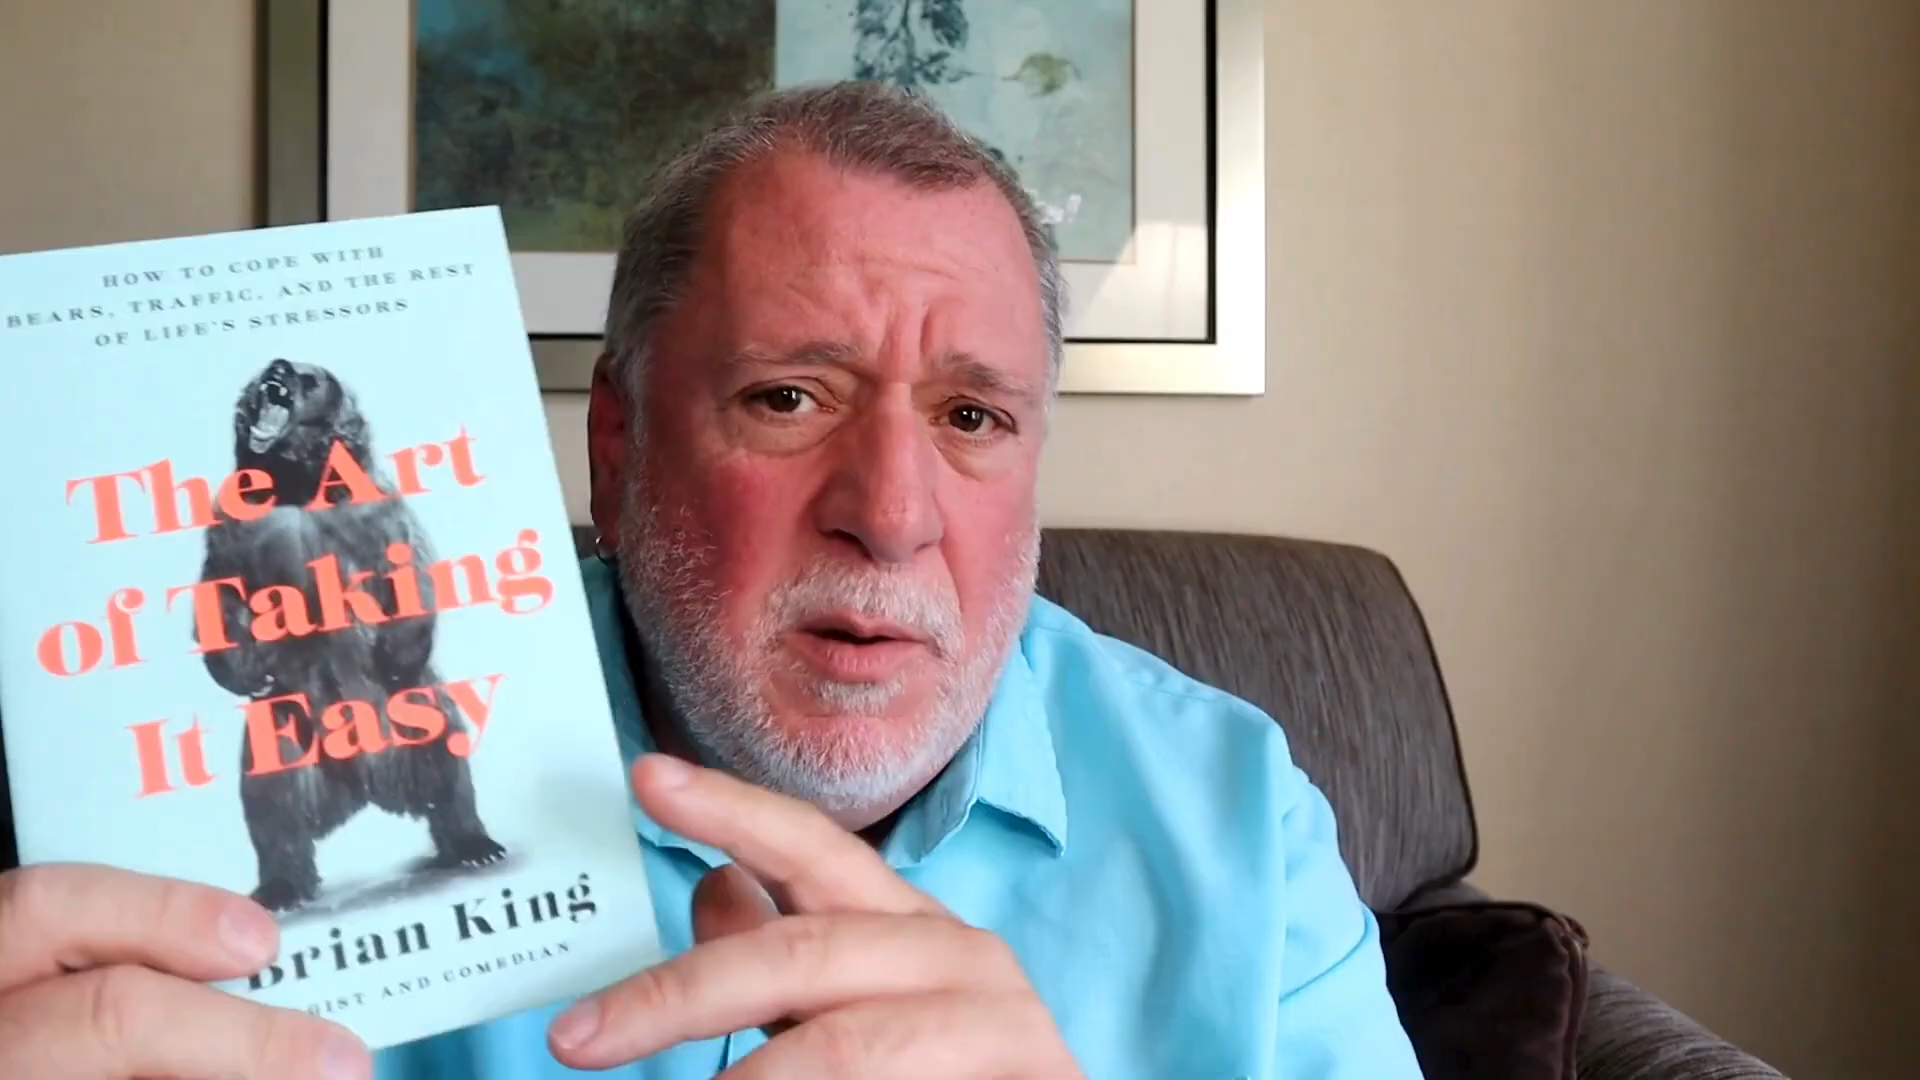 HOW TO COPE WITH
BEARS, TRAFFIC, AND THE REST
OF LIFE'S STRESSORS
The Art
of Taking
It Easy
Brian King
AND COMEDIAN